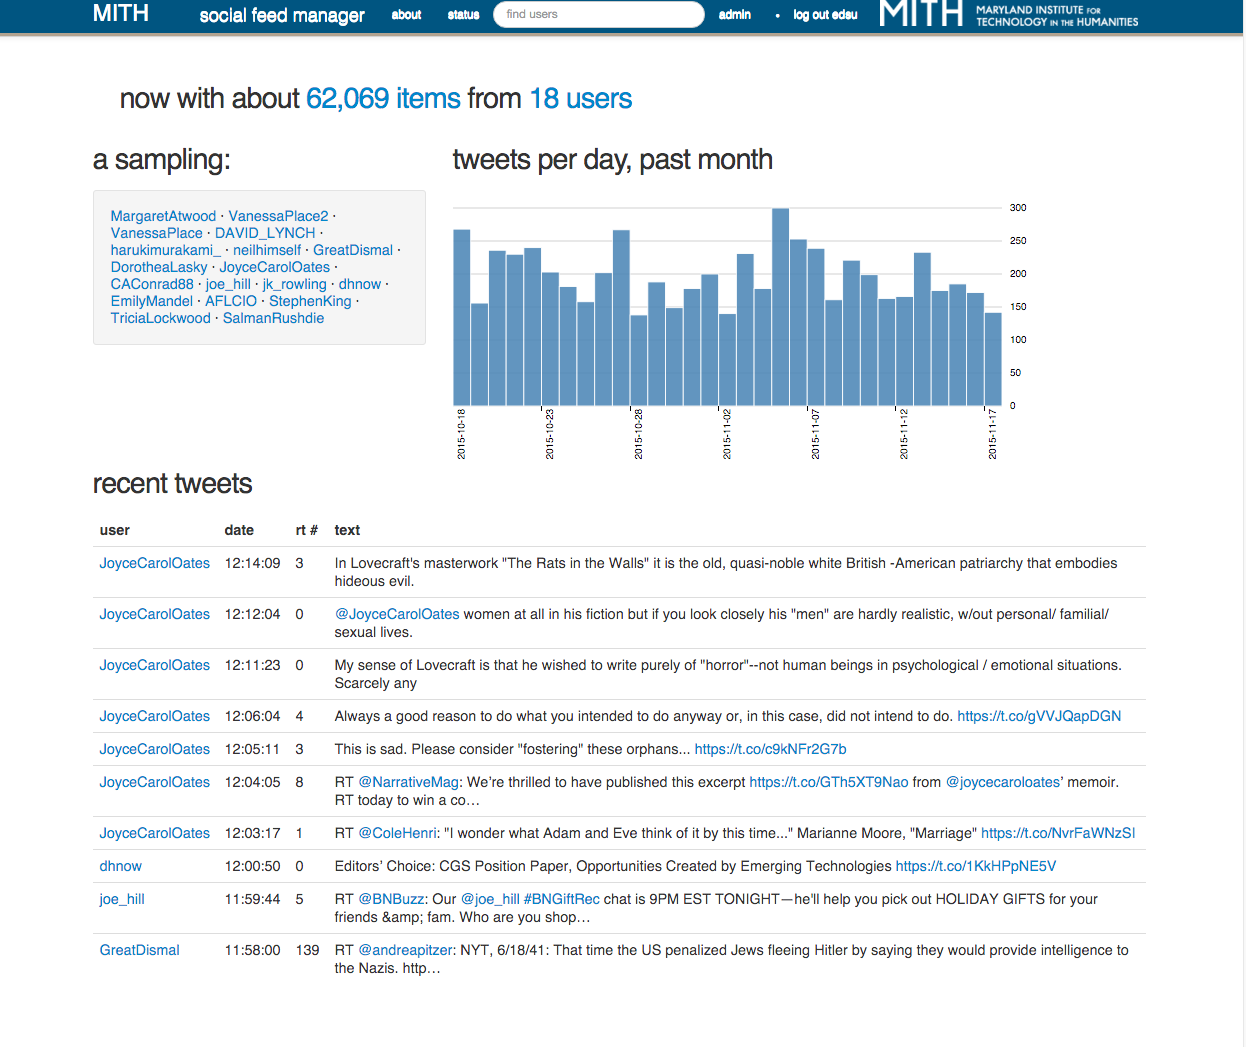 MITH social feed manager about status find users admin • log out edsu MITH MARYLAND INSTITUTE FOR
TECHNOLOGY IN THE HUMANITIES
now with about 62,069 items from 18 users
a sampling:
MargaretAtwood · VanessaPlace2 ·
VanessaPlace · DAVID_LYNCH ·
harukimurakami_ · neilhimself · GreatDismal ·
DorotheaLasky · JoyceCarolOates ·
CAConrad88 · joe_hill · jk_rowling · dhnow ·
EmilyMandel · AFLCIO · StephenKing ·
TriciaLockwood · SalmanRushdie
tweets per day, past month
300
250
200
150
100
50
0
2015-10-18
2015-10-23
2015-10-28
2015-11-02
2015-11-07
2015-11-12
2015-11-17
recent tweets
user date rt # text
JoyceCarolOates 12:14:09 3 In Lovecraft's masterwork "The Rats in the Walls" it is the old, quasi-noble white British -American patriarchy that embodies
hideous evil.
JoyceCarolOates 12:12:04 0 @JoyceCarolOates women at all in his fiction but if you look closely his "men" are hardly realistic, w/out personal/ familial/
sexual lives.
JoyceCarolOates 12:11:23 0 My sense of Lovecraft is that he wished to write purely of "horror"--not human beings in psychological / emotional situations.
Scarcely any
JoyceCarolOates 12:06:04 4 Always a good reason to do what you intended to do anyway or, in this case, did not intend to do. https://t.co/gVVJQapDGN
JoyceCarolOates 12:05:11 3 This is sad. Please consider "fostering" these orphans... https://t.co/c9kNFr2G7b
JoyceCarolOates 12:04:05 8 RT @NarrativeMag: We're thrilled to have published this excerpt https://t.co/GTh5XT9Nao from @joycecaroloates' memoir.
RT today to win a co…
JoyceCarolOates 12:03:17 1 RT @ColeHenri: "I wonder what Adam and Eve think of it by this time..." Marianne Moore, "Marriage" https://t.co/NvrFaWNzSI
dhnow 12:00:50 0 Editors' Choice: CGS Position Paper, Opportunities Created by Emerging Technologies https://t.co/1KkHPpNE5V
joe_hill 11:59:44 5 RT @BNBuzz: Our @joe_hill #BNGiftRec chat is 9PM EST TONIGHT—he'll help you pick out HOLIDAY GIFTS for your
friends &amp; fam. Who are you shop…
GreatDismal 11:58:00 139 RT @andreapitzer: NYT, 6/18/41: That time the US penalized Jews fleeing Hitler by saying they would provide intelligence to
the Nazis. http…